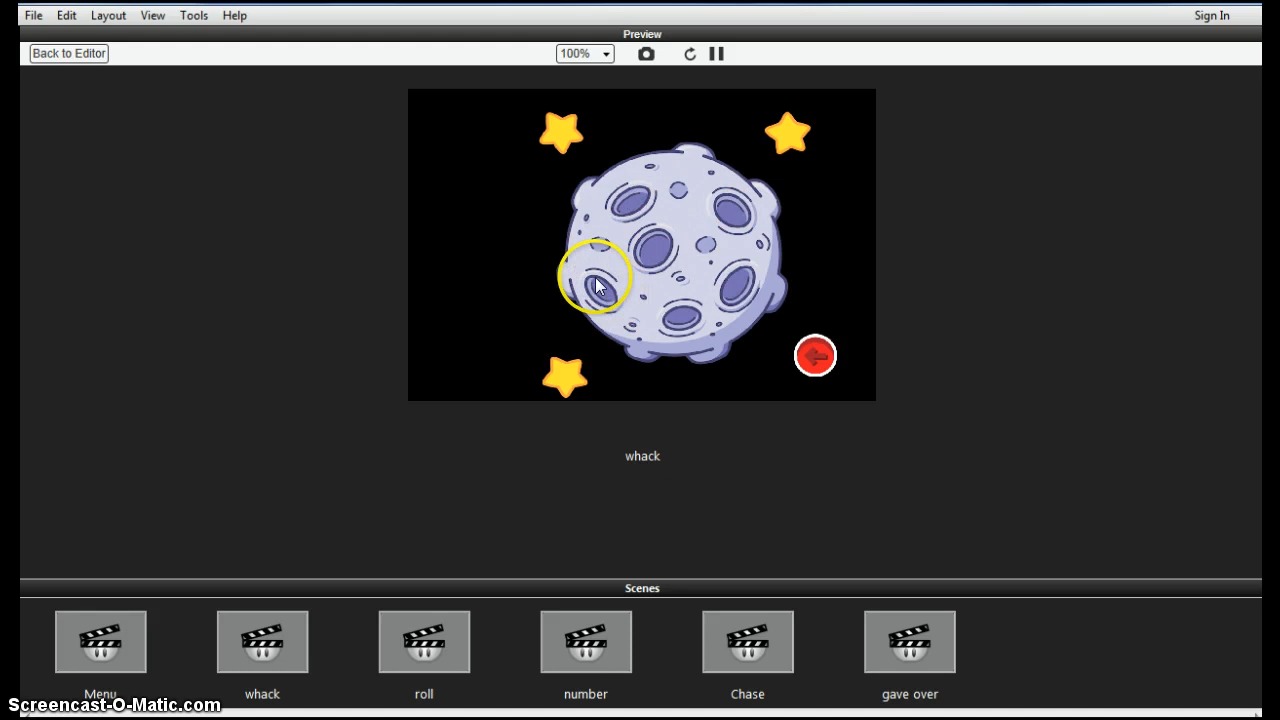 File Edit Layout View Tools Help Sign In
Preview
Back to Editor 100%
whack
Scenes
Menu whack roll number Chase gave over
Screencast-O-Matic.com